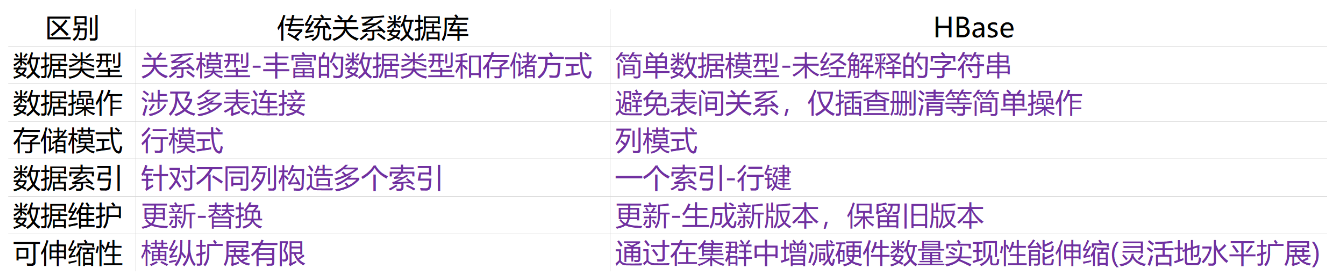 区别 传统关系数据库 HBase
数据类型 关系模型-丰富的数据类型和存储方式 简单数据模型-未经解释的字符串
数据操作 涉及多表连接 避免表间关系，仅插查删清等简单操作
存储模式 行模式 列模式
数据索引 针对不同列构造多个索引 一个索引-行键
数据维护 更新-替换 更新-生成新版本，保留旧版本
可伸缩性 横纵扩展有限 通过在集群中增减硬件数量实现性能伸缩(灵活地水平扩展)